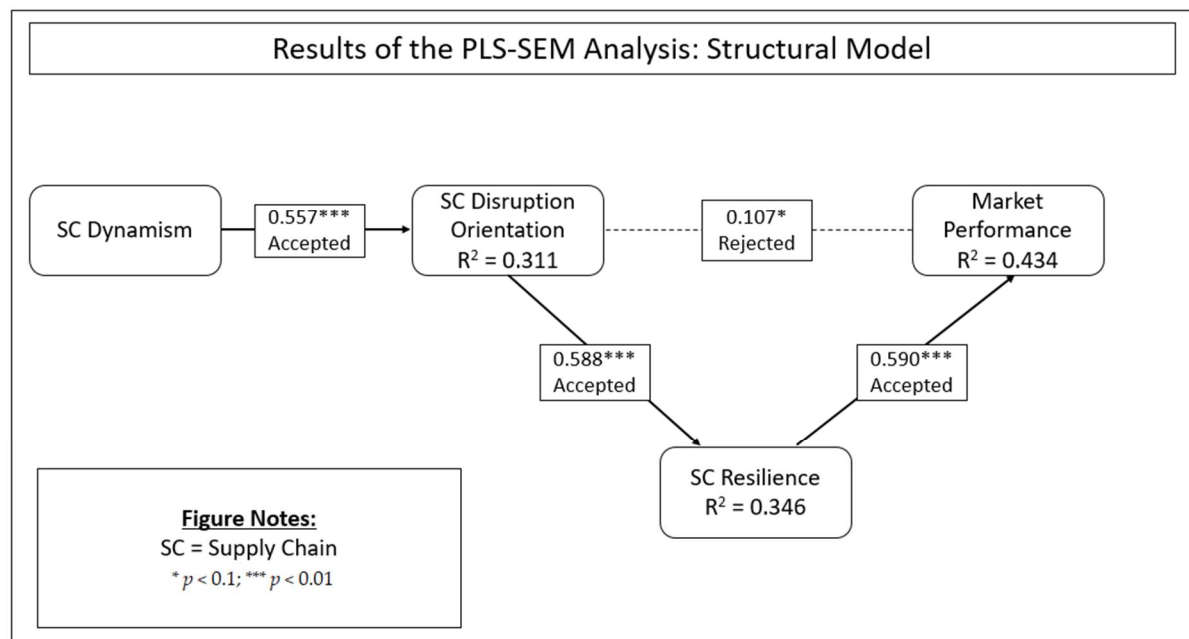 Results of the PLS-SEM Analysis: Structural Model
SC Dynamism
0.557***
Accepted
SC Disruption
Orientation
R² = 0.311
0.107*
Rejected
Market
Performance
R² = 0.434
0.588***
Accepted
0.590***
Accepted
SC Resilience
R² = 0.346
Figure Notes:
SC = Supply Chain
* p < 0.1; *** p < 0.01